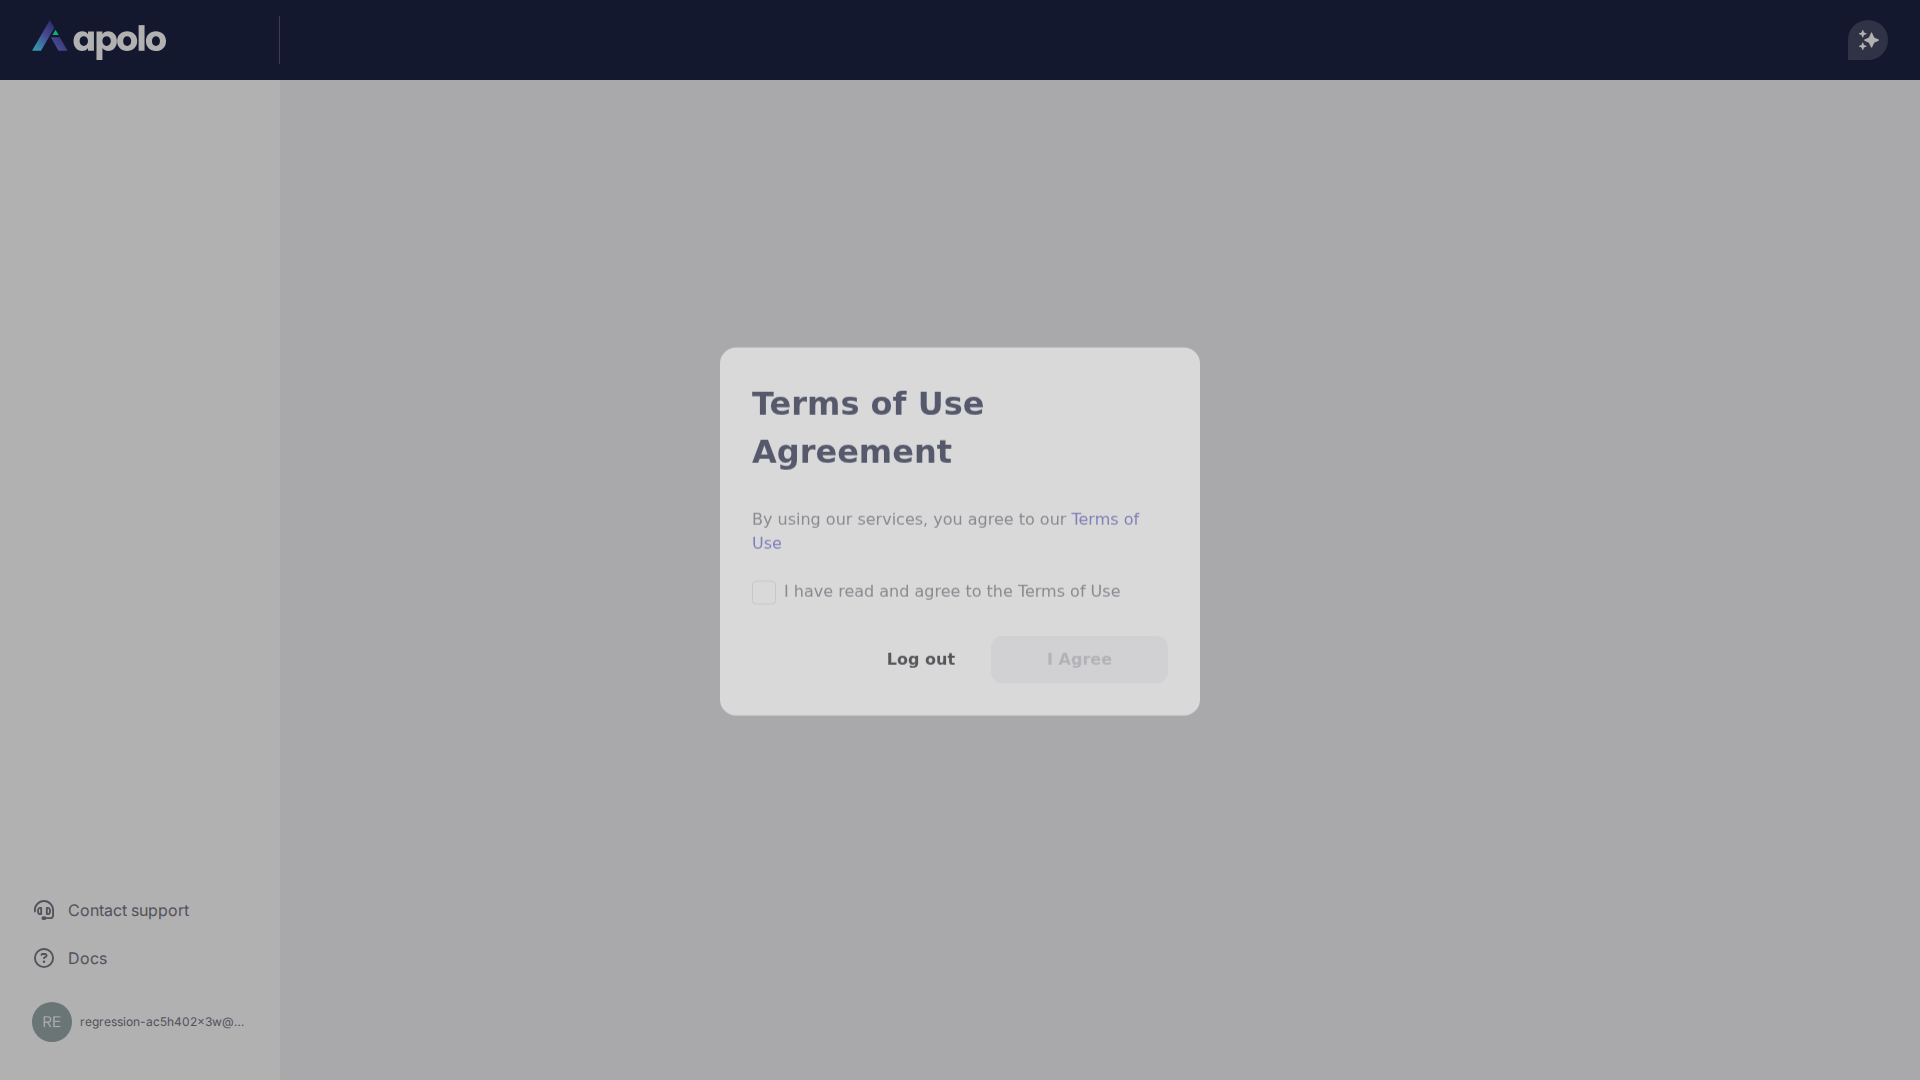 apolo
Terms of Use
Agreement
By using our services, you agree to our Terms of
Use
I have read and agree to the Terms of Use
Log out
I Agree
Contact support
Docs
RE
regression-ac5h402x3w@...